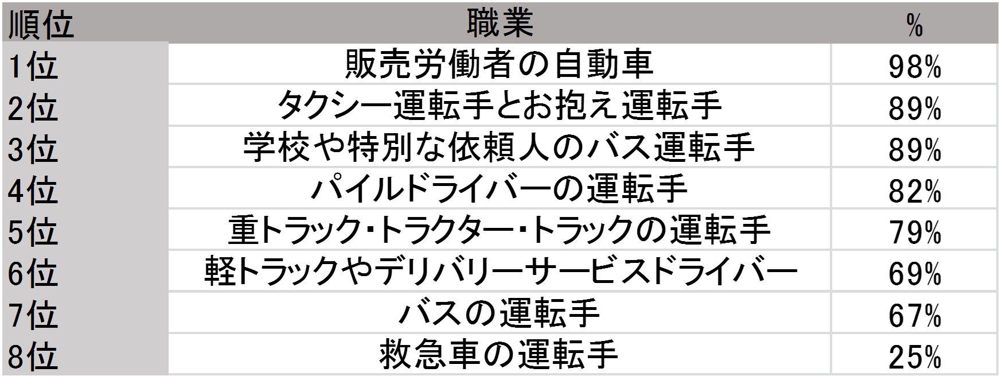 順位 職業 %
1位 販売労働者の自動車 98%
2位 タクシー運転手とお抱え運転手 89%
3位 学校や特別な依頼人のバス運転手 89%
4位 パイルドライバーの運転手 82%
5位 重トラック・トラクター・トラックの運転手 79%
6位 軽トラックやデリバリーサービスドライバー 69%
7位 バスの運転手 67%
8位 救急車の運転手 25%